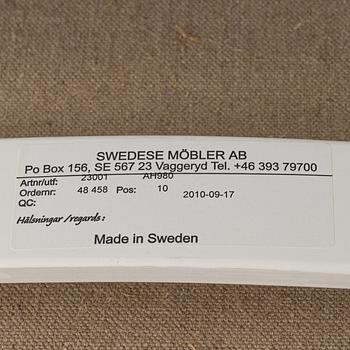 SWEDESE MÖBLER AB
Po Box 156, SE 567 23 Vaggeryd Tel. +46 393 79700
Artnr/utf: 23001 AH980
Ordernr: 48 458 Pos: 10 2010-09-17
QC:
Hälsningar /regards :
Made in Sweden